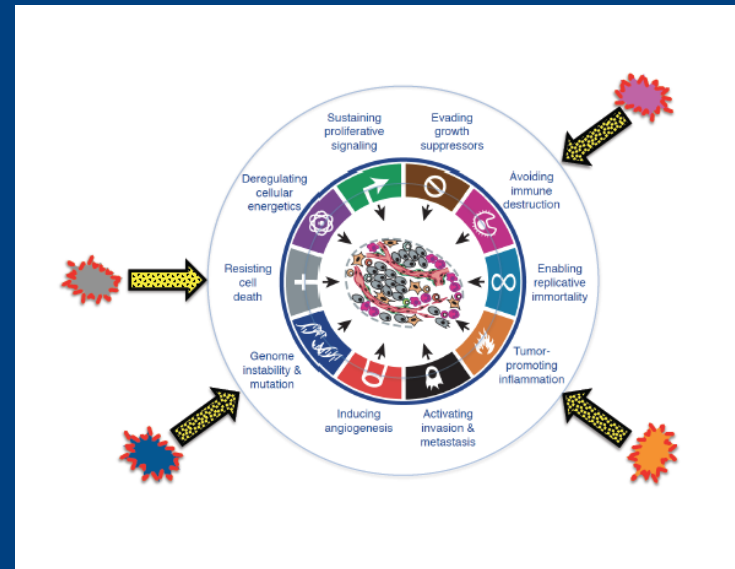 Sustaining
proliferative
signaling
Evading
growth
suppressors
Deregulating
cellular
energetics
Avoiding
immune
destruction
Resisting
cell
death
Enabling
replicative
immortality
Genome
instability &
mutation
Tumor-
promoting
inflammation
Inducing
angiogenesis
Activating
invasion &
metastasis